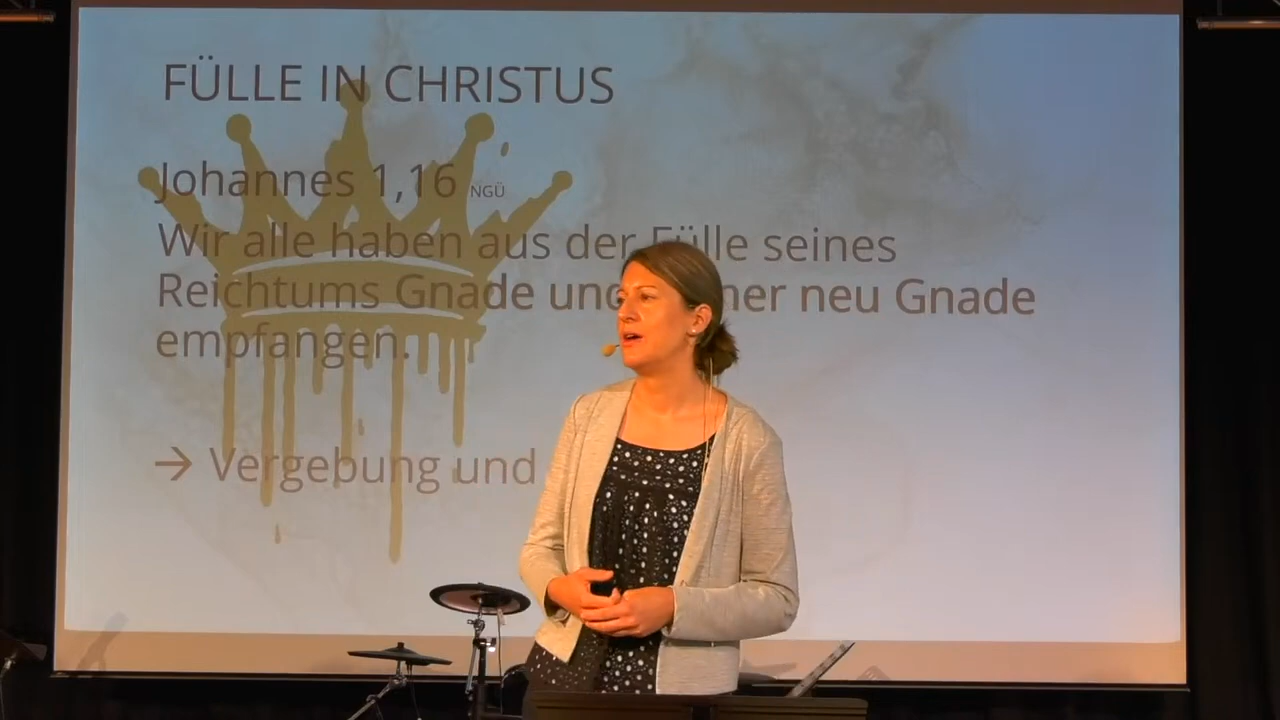 FÜLLE IN CHRISTUS
Johannes 1,16 NGÜ
Wir alle haben aus der Fülle seines
Reichtums Gnade und neu Gnade
empfangen.
→ Vergebung und